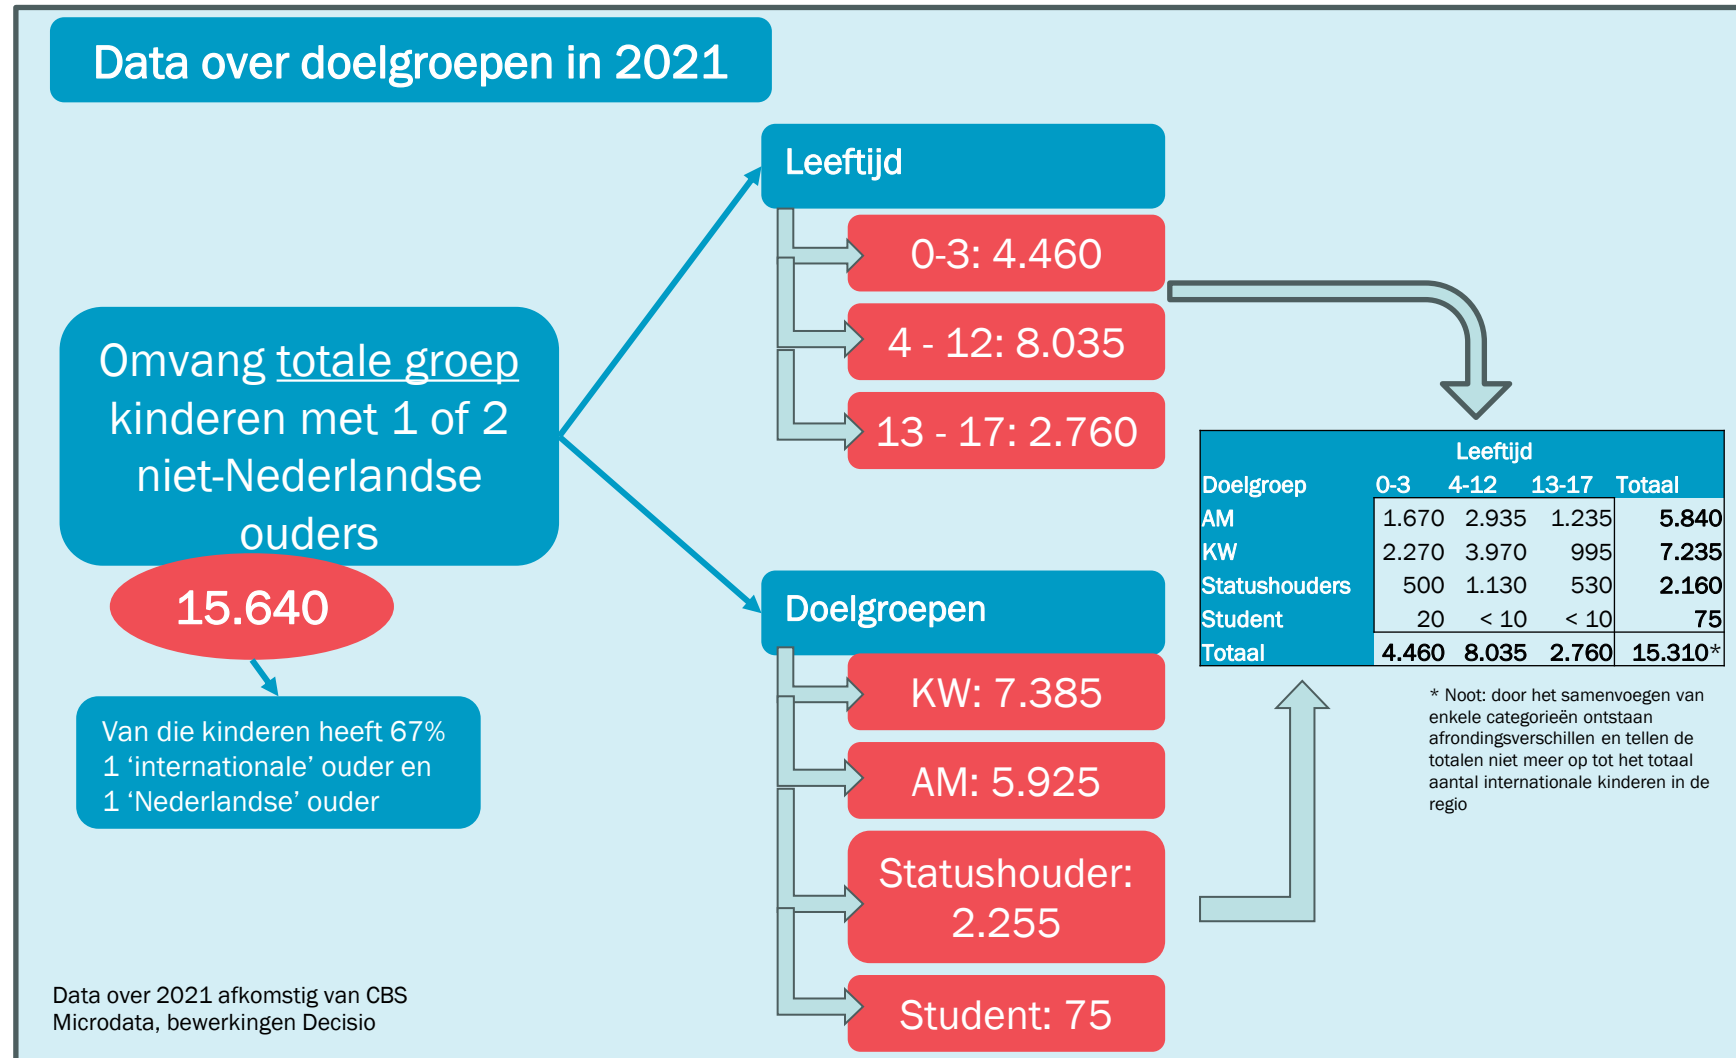 Data over doelgroepen in 2021
Omvang totale groep
kinderen met 1 of 2
niet-Nederlandse
ouders
15.640
Van die kinderen heeft 67%
1 ‘internationale’ ouder en
1 ‘Nederlandse’ ouder
Leeftijd
0-3: 4.460
4 - 12: 8.035
13 - 17: 2.760
Doelgroepen
KW: 7.385
AM: 5.925
Statushouder:
2.255
Student: 75
Leeftijd
Doelgroep 0-3 4-12 13-17 Totaal
AM 1.670 2.935 1.235 5.840
KW 2.270 3.970 995 7.235
Statushouders 500 1.130 530 2.160
Student 20 < 10 < 10 75
Totaal 4.460 8.035 2.760 15.310*
* Noot: door het samenvoegen van
enkele categorieën ontstaan
afrondingsverschillen en tellen de
totalen niet meer op tot het totaal
aantal internationale kinderen in de
regio
Data over 2021 afkomstig van CBS
Microdata, bewerkingen Decisio